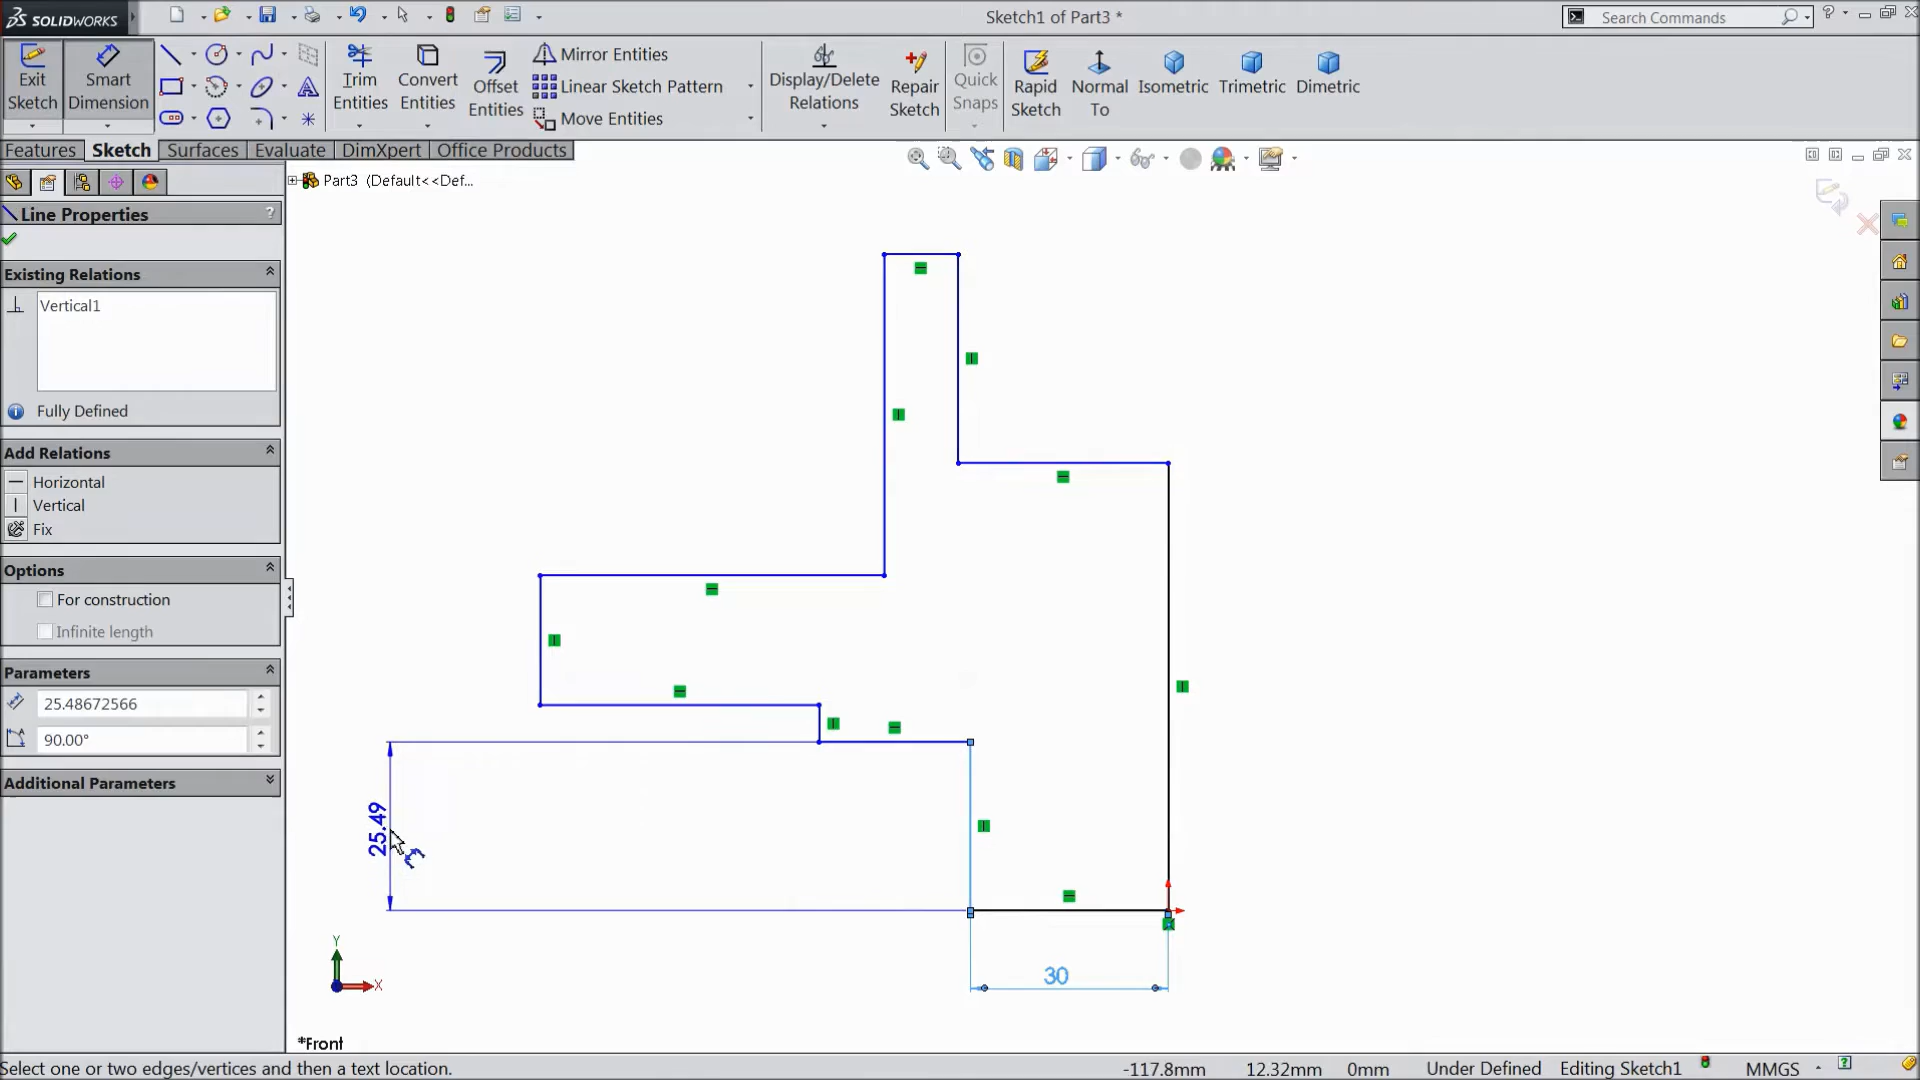 SOLIDWORKS
Sketch1 of Part3 *
Search Commands
?
Exit Sketch
Smart Dimension
Trim Entities
Convert Entities
Offset Entities
Mirror Entities
Linear Sketch Pattern
Move Entities
Display/Delete Relations
Repair Sketch
Quick Snaps
Rapid Sketch
Normal To
Isometric
Trimetric
Dimetric
Features
Sketch
Surfaces
Evaluate
DimXpert
Office Products
Part3 (Default<<Def...
Line Properties
?
Existing Relations
Vertical1
Fully Defined
Add Relations
Horizontal
Vertical
Fix
Options
For construction
Infinite length
Parameters
25.48672566
90.00°
Additional Parameters
25.49
30
Y
X
*Front
Select one or two edges/vertices and then a text location.
-117.8mm
12.32mm
0mm
Under Defined
Editing Sketch1
MMGS
?